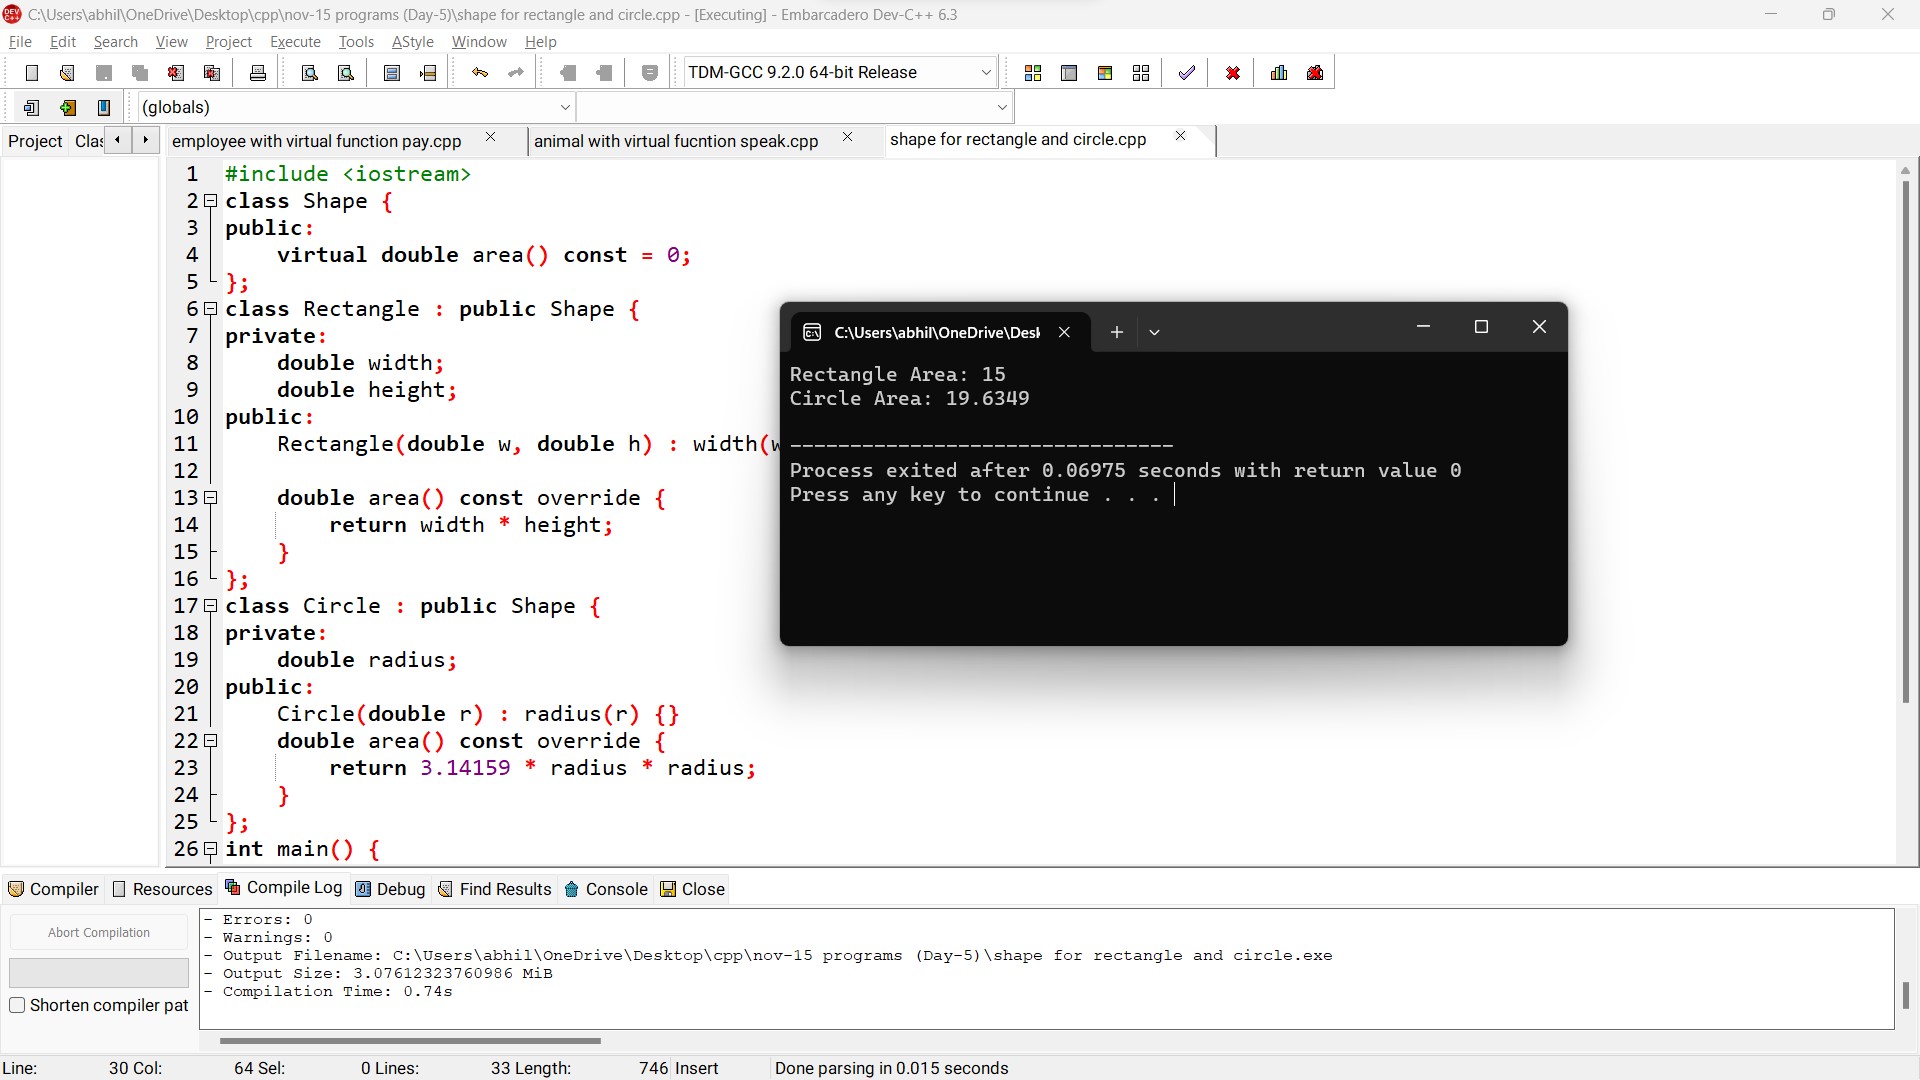 C:\Users\abhil\OneDrive\Desktop\cpp\nov-15 programs (Day-5)\shape for rectangle and circle.cpp - [Executing] - Embarcadero Dev-C++ 6.3
File Edit Search View Project Execute Tools AStyle Window Help
TDM-GCC 9.2.0 64-bit Release
(globals)
Project Clas employee with virtual function pay.cpp animal with virtual fucntion speak.cpp shape for rectangle and circle.cpp
1 #include <iostream>
2 class Shape {
3 public:
4 virtual double area() const = 0;
5 };
6 class Rectangle : public Shape {
7 private:
8 double width;
9 double height;
10 public:
11 Rectangle(double w, double h) : width(w
12
13 double area() const override {
14 return width * height;
15 }
16 };
17 class Circle : public Shape {
18 private:
19 double radius;
20 public:
21 Circle(double r) : radius(r) {}
22 double area() const override {
23 return 3.14159 * radius * radius;
24 }
25 };
26 int main() {
C:\Users\abhil\OneDrive\Desk
Rectangle Area: 15
Circle Area: 19.6349
--------------------------------
Process exited after 0.06975 seconds with return value 0
Press any key to continue . . .
Compiler Resources Compile Log Debug Find Results Console Close
Abort Compilation
Shorten compiler pat
- Errors: 0
- Warnings: 0
- Output Filename: C:\Users\abhil\OneDrive\Desktop\cpp\nov-15 programs (Day-5)\shape for rectangle and circle.exe
- Output Size: 3.07612323760986 MiB
- Compilation Time: 0.74s
Line: 30 Col: 64 Sel: 0 Lines: 33 Length: 746 Insert Done parsing in 0.015 seconds